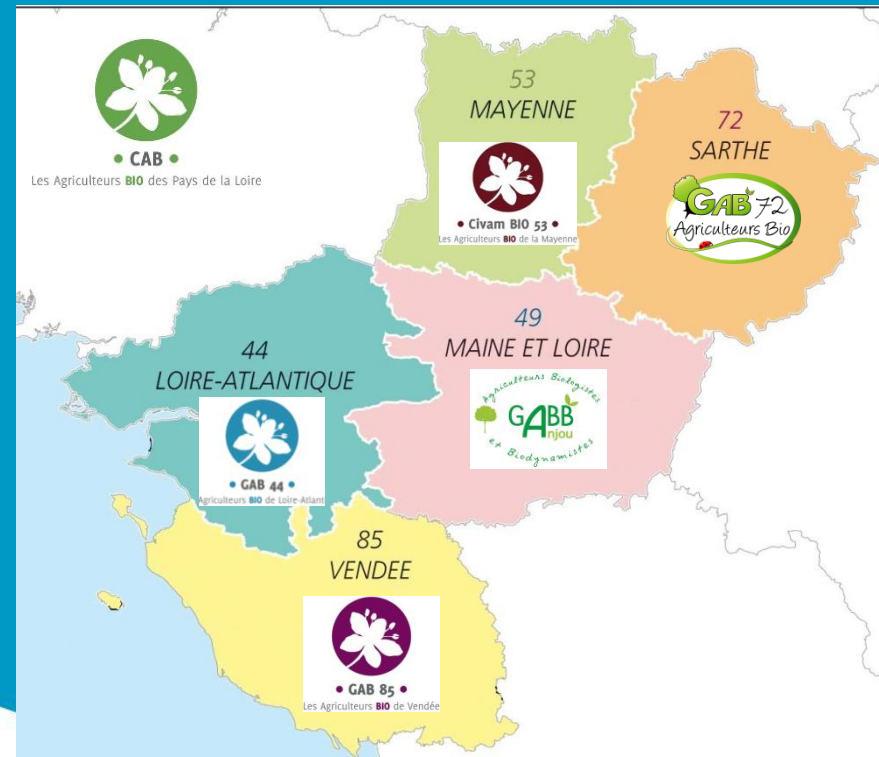 • CAB •
Les Agriculteurs BIO des Pays de la Loire
53
MAYENNE
• Civam BIO 53 •
Les Agriculteurs BIO de la Mayenne
72
SARTHE
GAB 72
Agriculteurs Bio
44
LOIRE-ATLANTIQUE
• GAB 44 •
Agriculteurs BIO de Loire-Atlant
49
MAINE ET LOIRE
Agriculteurs Biologistes
GABB
Anjou
et Biodynamistes
85
VENDEE
• GAB 85 •
Les Agriculteurs BIO de Vendée